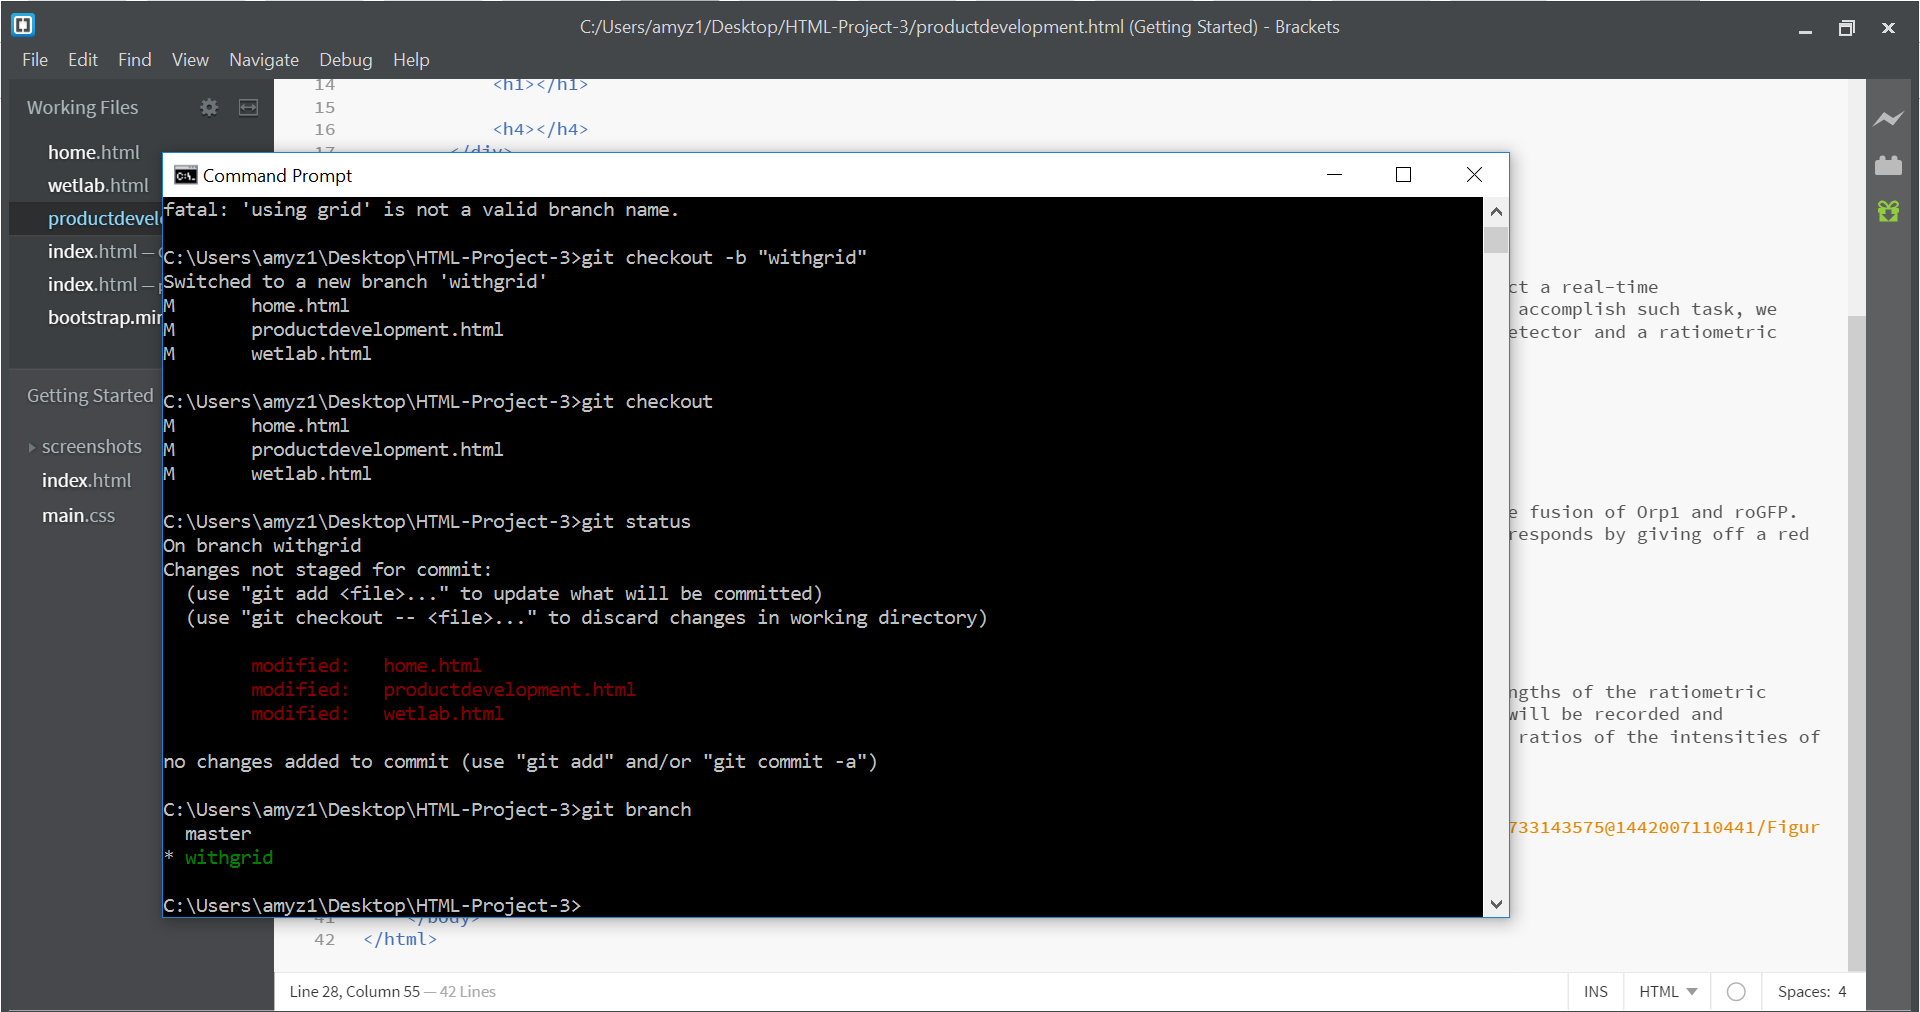 C:/Users/amyz1/Desktop/HTML-Project-3/productdevelopment.html (Getting Started) - Brackets
File Edit Find View Navigate Debug Help
Working Files
home.html
wetlab.html
productdevel
index.html —
index.html —
bootstrap.min
Getting Started
screenshots
index.html
main.css
14 <h1></h1>
15
16 <h4></h4>
17 </div>
Command Prompt
fatal: 'using grid' is not a valid branch name.
C:\Users\amyz1\Desktop\HTML-Project-3>git checkout -b "withgrid"
Switched to a new branch 'withgrid'
M home.html
M productdevelopment.html
M wetlab.html
C:\Users\amyz1\Desktop\HTML-Project-3>git checkout
M home.html
M productdevelopment.html
M wetlab.html
C:\Users\amyz1\Desktop\HTML-Project-3>git status
On branch withgrid
Changes not staged for commit:
(use "git add <file>..." to update what will be committed)
(use "git checkout -- <file>..." to discard changes in working directory)
modified: home.html
modified: productdevelopment.html
modified: wetlab.html
no changes added to commit (use "git add" and/or "git commit -a")
C:\Users\amyz1\Desktop\HTML-Project-3>git branch
master
* withgrid
C:\Users\amyz1\Desktop\HTML-Project-3>
ct a real-time
accomplish such task, we
etector and a ratiometric
e fusion of Orp1 and roGFP.
responds by giving off a red
ngths of the ratiometric
will be recorded and
ratios of the intensities of
733143575@1442007110441/Figur
41 </body>
42 </html>
Line 28, Column 55 — 42 Lines
INS HTML Spaces: 4